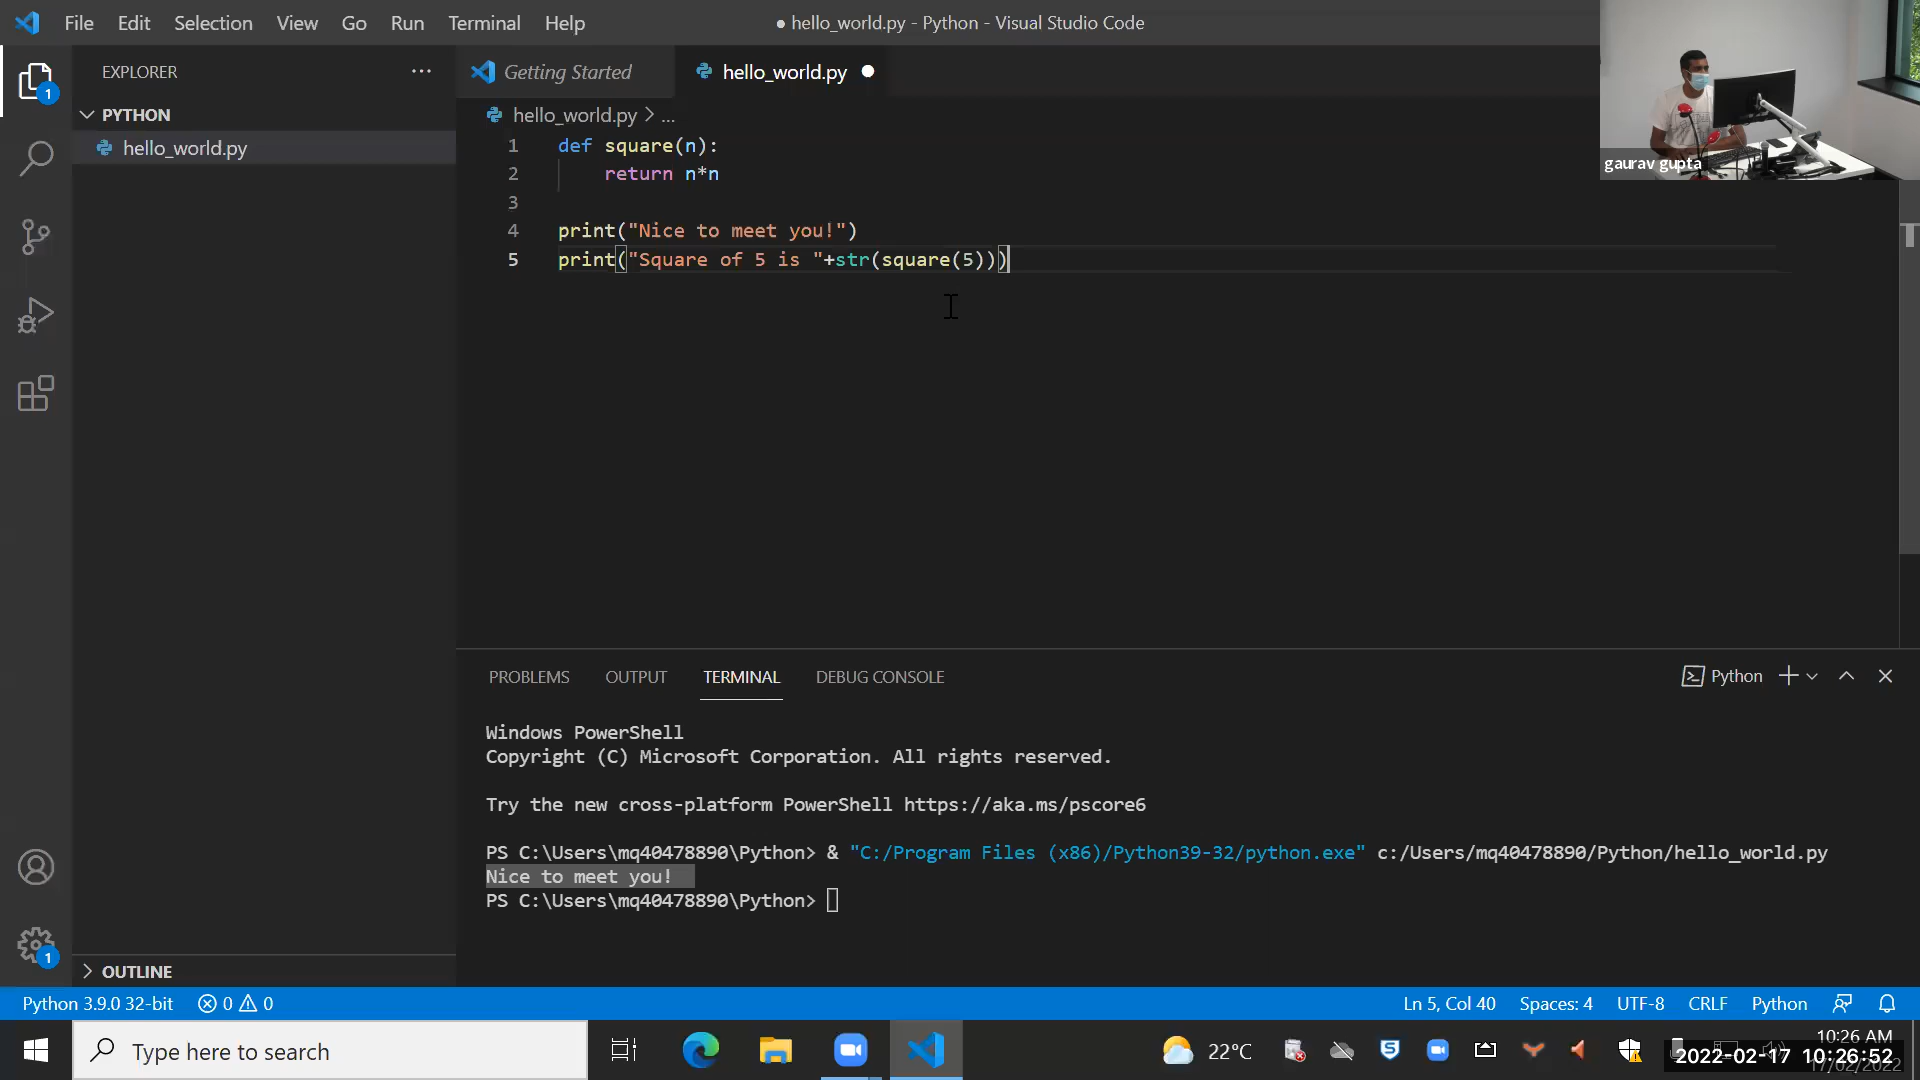 File Edit Selection View Go Run Terminal Help
● hello_world.py - Python - Visual Studio Code
EXPLORER
Getting Started
hello_world.py
gaurav gupta
1
PYTHON
hello_world.py
hello_world.py > ...
1 def square(n):
2 return n*n
3
4 print("Nice to meet you!")
5 print("Square of 5 is "+str(square(5)))
PROBLEMS OUTPUT TERMINAL DEBUG CONSOLE
Python
Windows PowerShell
Copyright (C) Microsoft Corporation. All rights reserved.
Try the new cross-platform PowerShell https://aka.ms/pscore6
PS C:\Users\mq40478890\Python> & "C:/Program Files (x86)/Python39-32/python.exe" c:/Users/mq40478890/Python/hello_world.py
Nice to meet you!
PS C:\Users\mq40478890\Python>
1
OUTLINE
Python 3.9.0 32-bit 0 0
Ln 5, Col 40 Spaces: 4 UTF-8 CRLF Python
Type here to search
22°C
10:26 AM
2022-02-17 10:26:52
17/02/2022